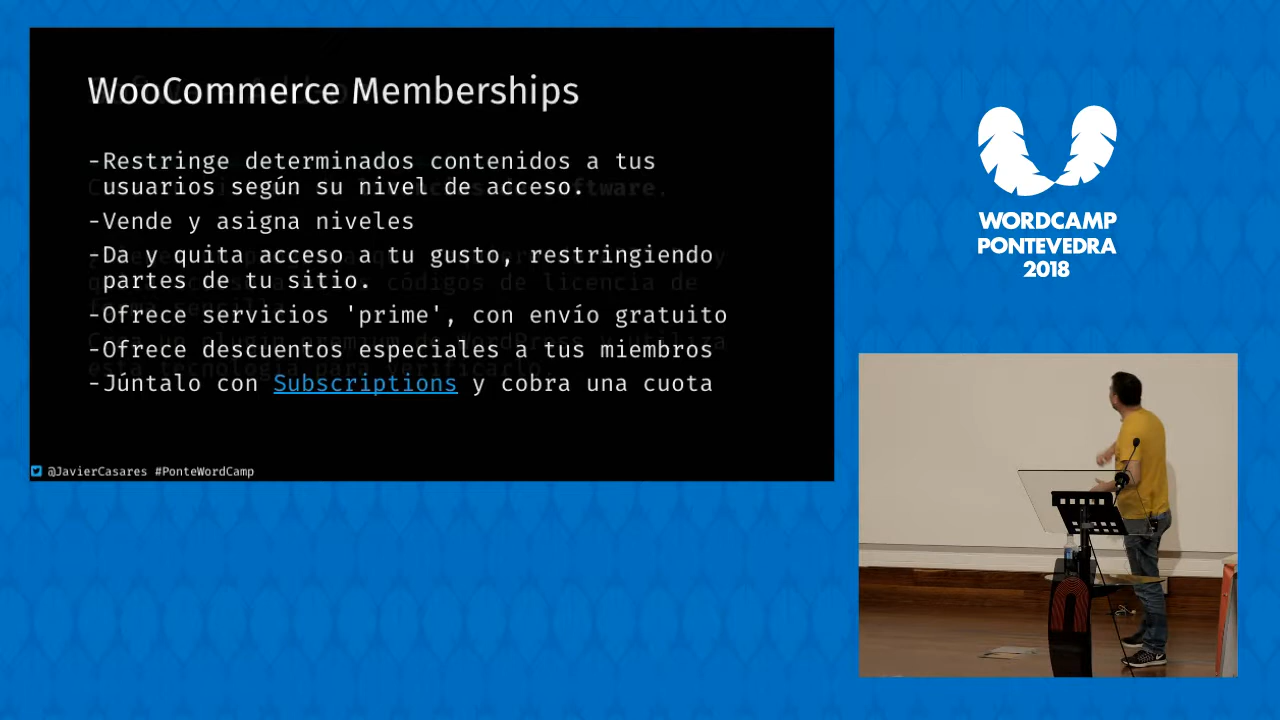 WooCommerce Memberships
-Restringe determinados contenidos a tus
usuarios según su nivel de acceso.
-Vende y asigna niveles
-Da y quita acceso a tu gusto, restringiendo
partes de tu sitio.
-Ofrece servicios 'prime', con envío gratuito
-Ofrece descuentos especiales a tus miembros
-Júntalo con Subscriptions y cobra una cuota
@JavierCasares #PonteWordCamp
WORDCAMP
PONTEVEDRA
2018